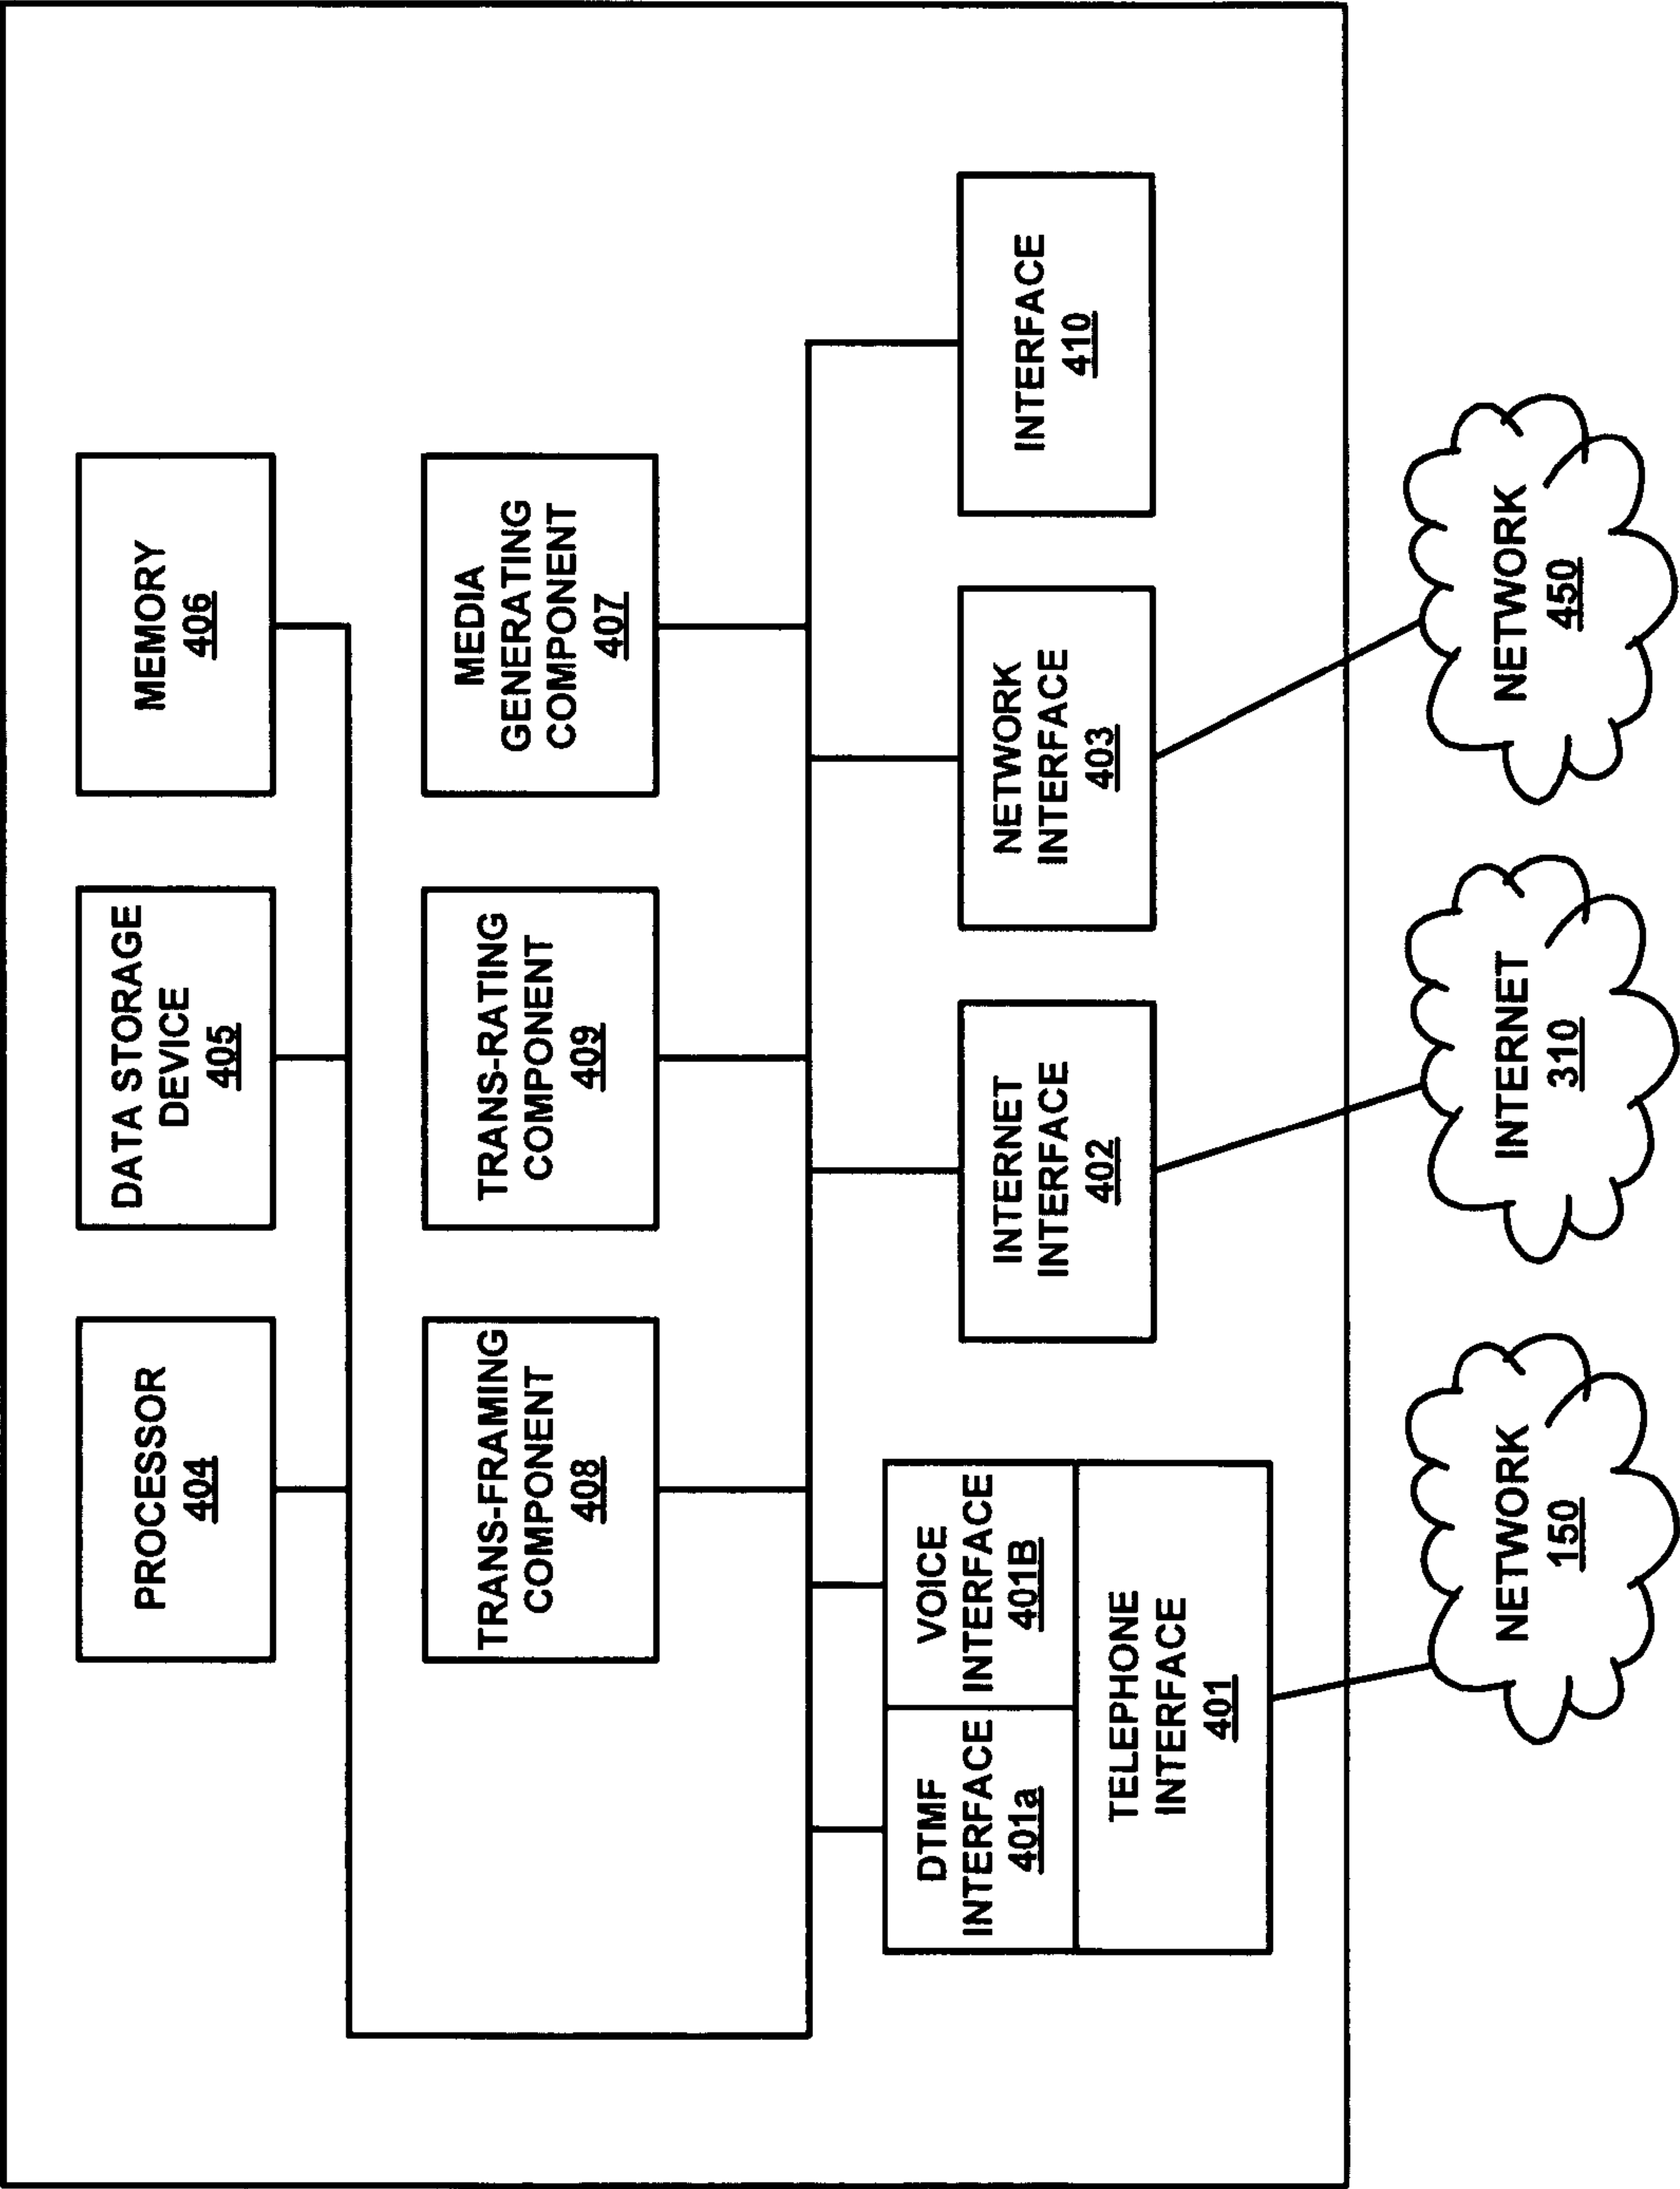 PROCESSOR
404
DATA STORAGE
DEVICE
405
MEMORY
406
TRANS-FRAMING
COMPONENT
408
TRANS-RATING
COMPONENT
409
MEDIA
GENERATING
COMPONENT
407
DTMF
INTERFACE
401a
VOICE
INTERFACE
401B
TELEPHONE
INTERFACE
401
INTERNET
INTERFACE
402
NETWORK
INTERFACE
403
INTERFACE
410
NETWORK
150
INTERNET
310
NETWORK
450